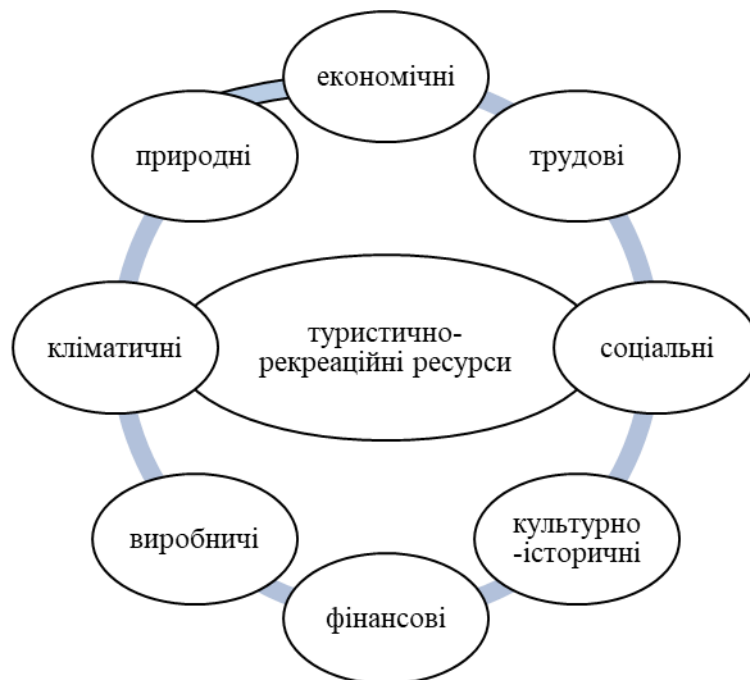 економічні
природні
трудові
кліматичні
туристично-
рекреаційні ресурси
соціальні
виробничі
культурно
-історичні
фінансові